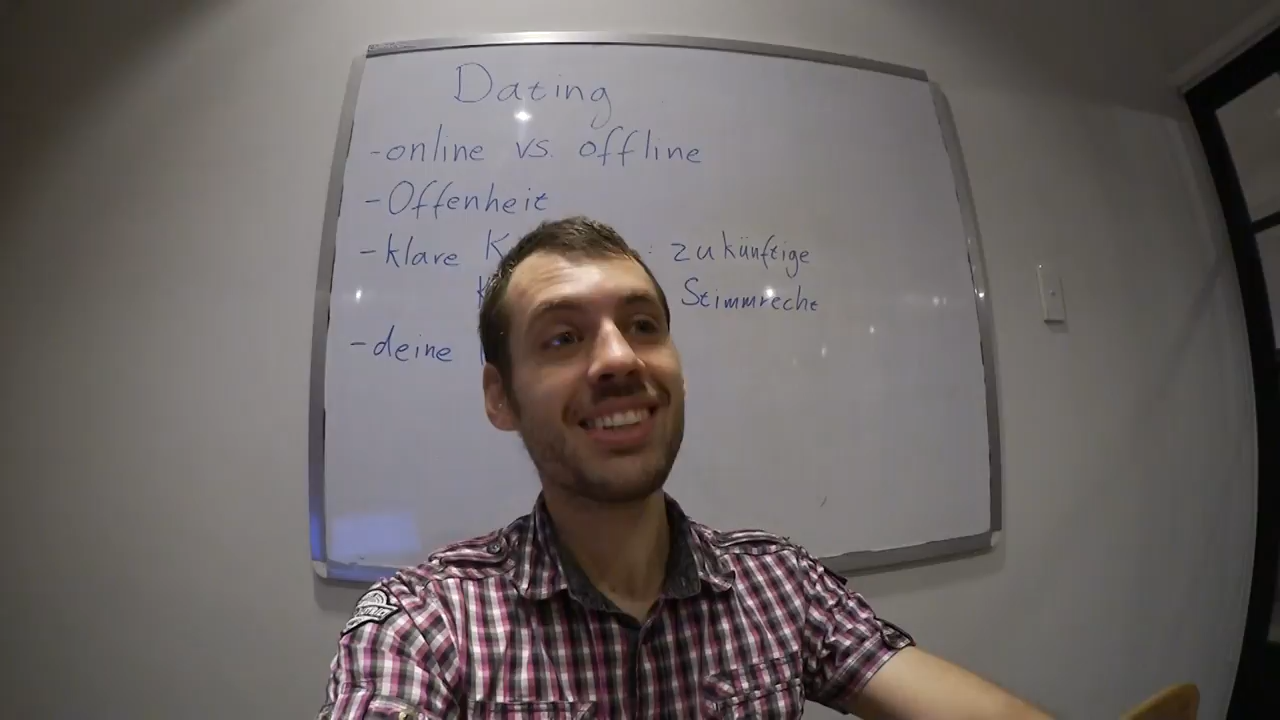 Dating
-online vs. offline
-Offenheit
-klare : zukünftige
Stimmrecht
-deine